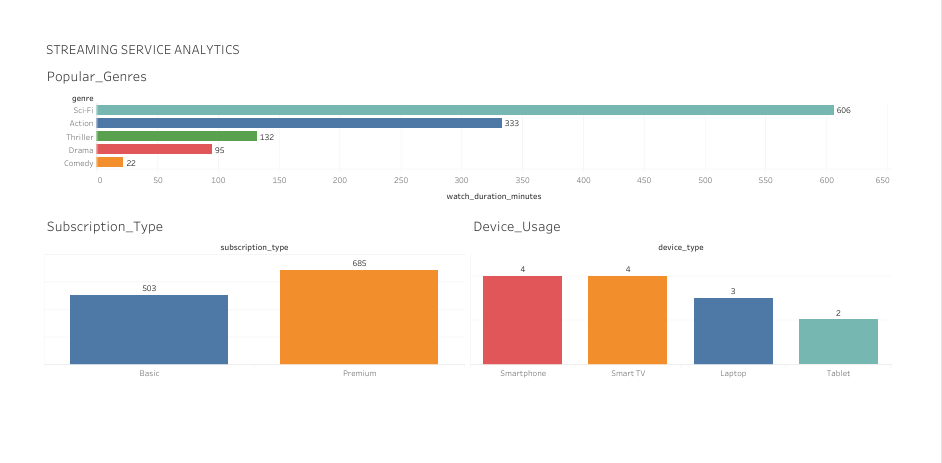 STREAMING SERVICE ANALYTICS
Popular_Genres
genre
Sci-Fi 606
Action 333
Thriller 132
Drama 95
Comedy 22
0 50 100 150 200 250 300 350 400 450 500 550 600 650
watch_duration_minutes
Subscription_Type
subscription_type
503 685
Basic Premium
Device_Usage
device_type
4 4 3 2
Smartphone Smart TV Laptop Tablet